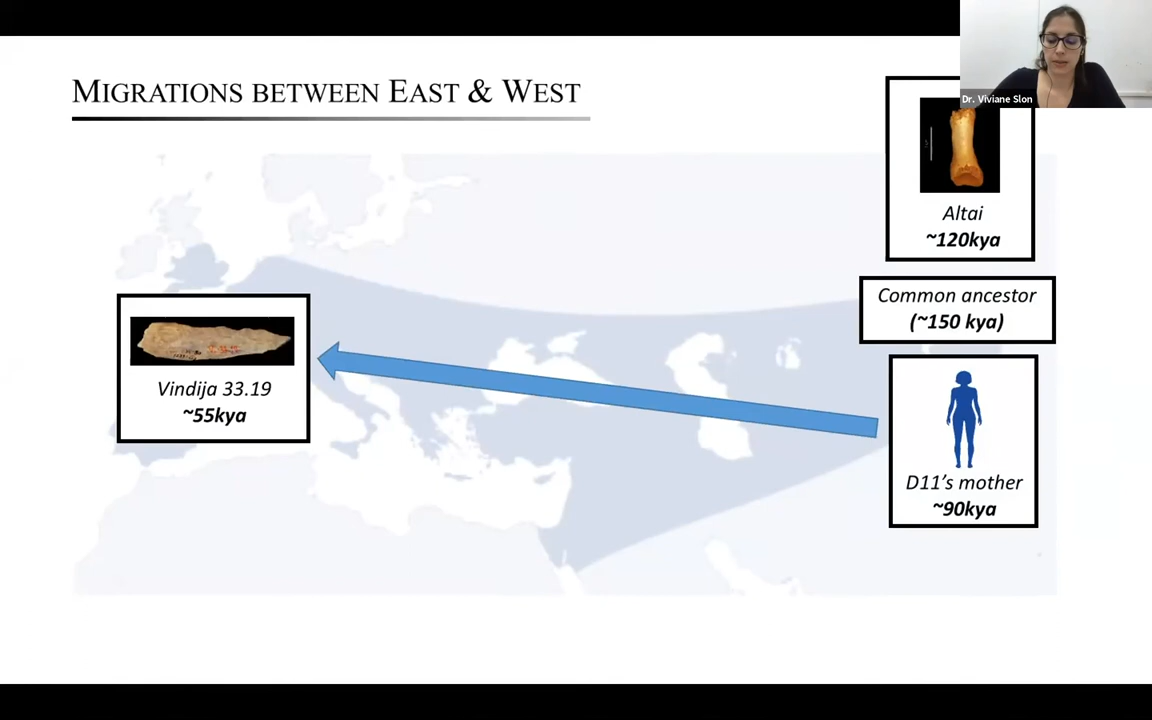 Dr. Viviane Slon
MIGRATIONS BETWEEN EAST & WEST
Altai
~120kya
Common ancestor
(~150 kya)
Vindija 33.19
~55kya
D11's mother
~90kya